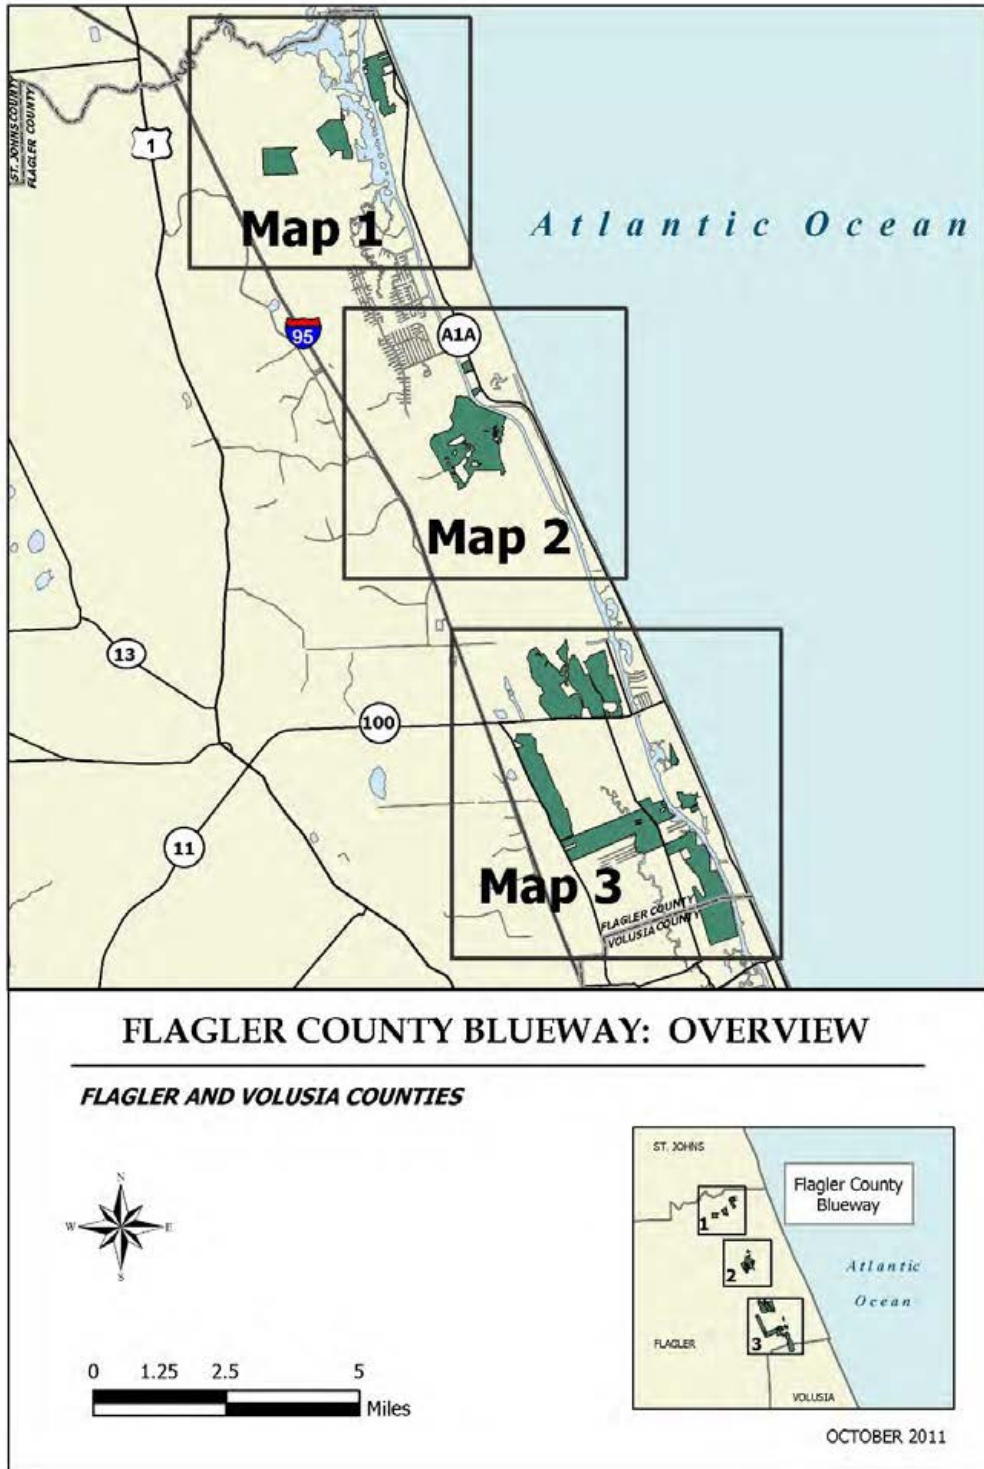 ST. JOHNS COUNTY
FLAGLER COUNTY
1
Map 1
Atlantic Ocean
95
A1A
Map 2
13
100
11
Map 3
FLAGLER COUNTY
VOLUSIA COUNTY
FLAGLER COUNTY BLUEWAY: OVERVIEW
FLAGLER AND VOLUSIA COUNTIES
N
W E
S
0 1.25 2.5 5
Miles
ST. JOHNS
Flagler County
Blueway
1
2
Atlantic
Ocean
3
FLAGLER
VOLUSIA
OCTOBER 2011